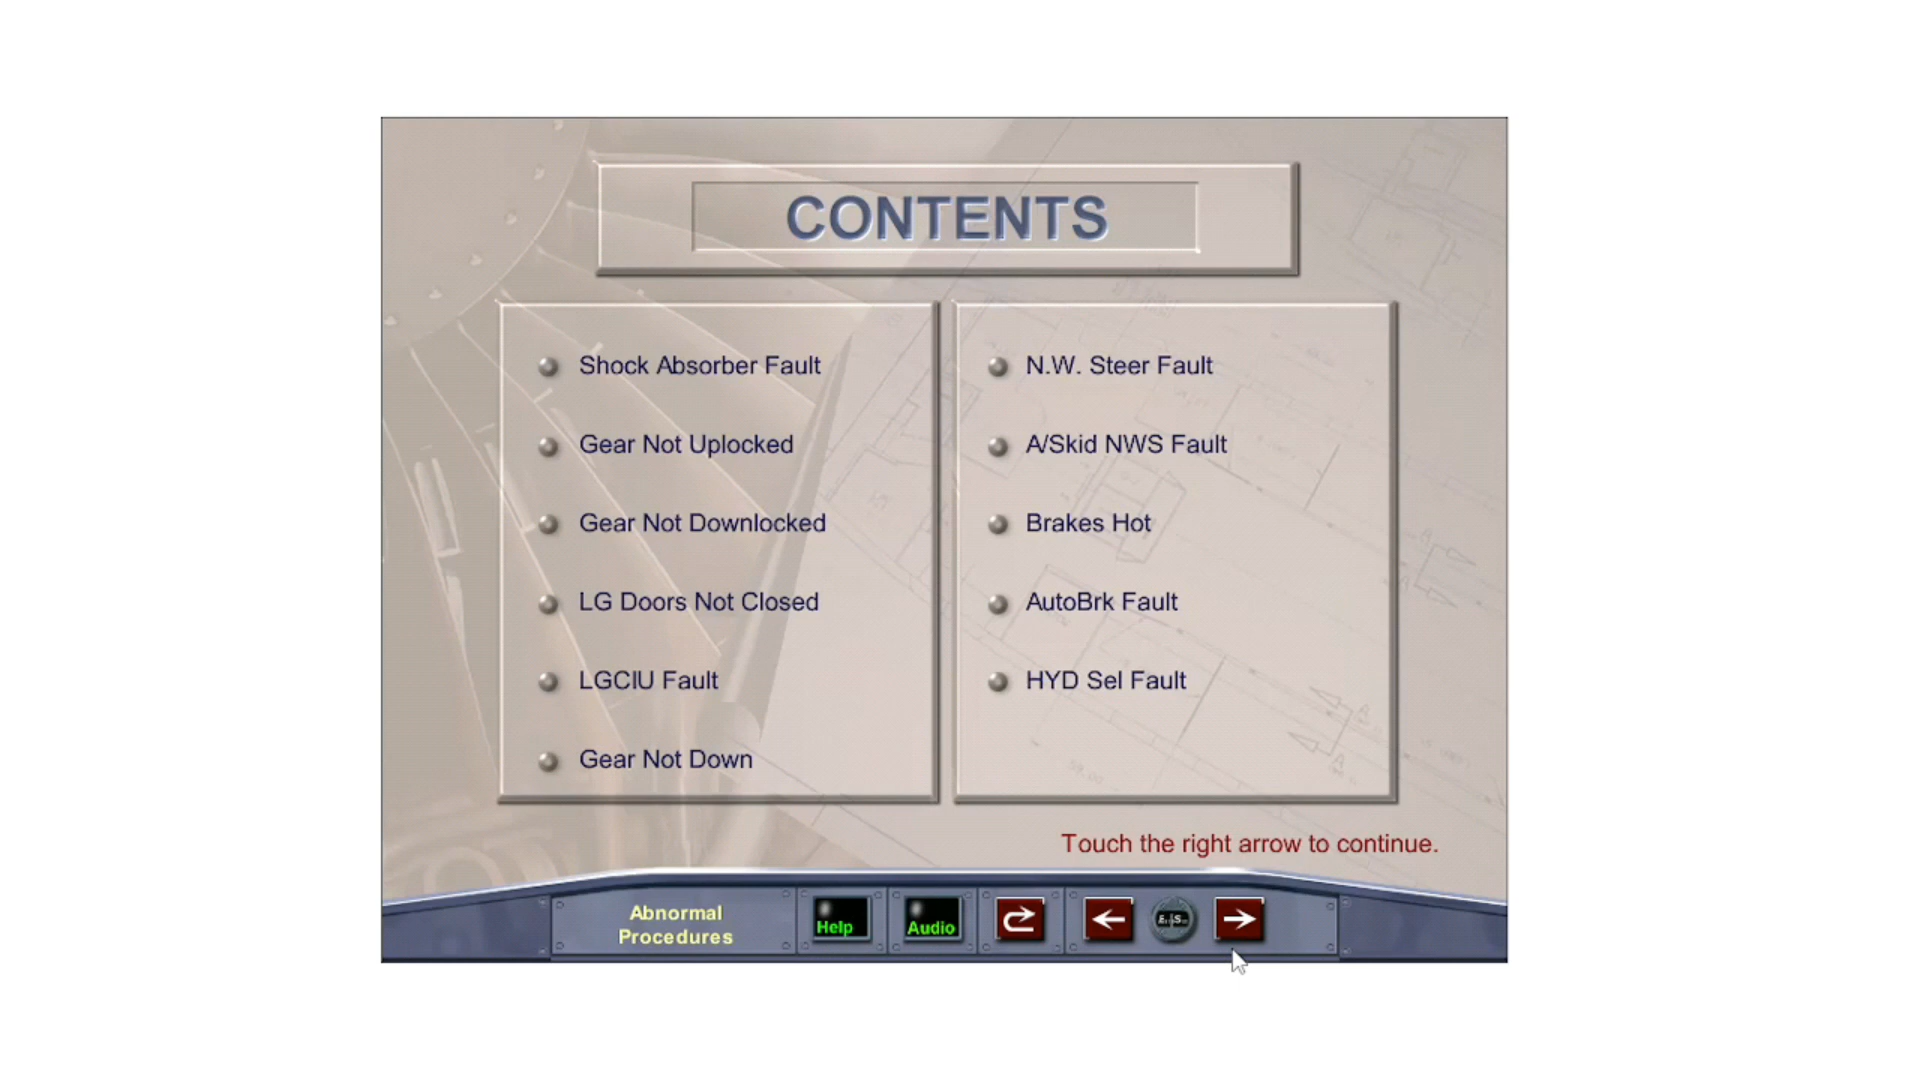 CONTENTS
Shock Absorber Fault
Gear Not Uplocked
Gear Not Downlocked
LG Doors Not Closed
LGCIU Fault
Gear Not Down
N.W. Steer Fault
A/Skid NWS Fault
Brakes Hot
AutoBrk Fault
HYD Sel Fault
Touch the right arrow to continue.
Abnormal
Procedures
Help
Audio